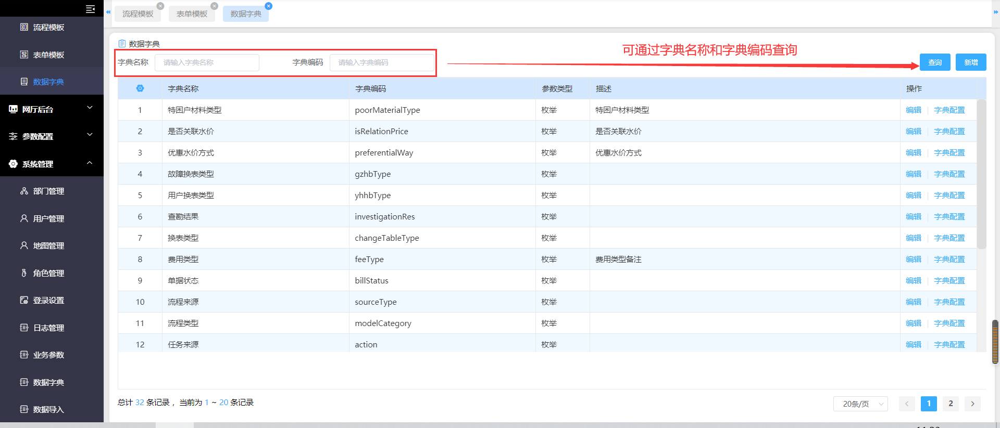 流程模板
表单模板
数据字典
网厅后台
参数配置
系统管理
部门管理
用户管理
地图管理
角色管理
登录设置
日志管理
业务参数
数据字典
数据导入
流程模板 表单模板 数据字典
数据字典
可通过字典名称和字典编码查询
字典名称 请输入字典名称 字典编码 请输入字典编码 查询 新增
字典名称 字典编码 参数类型 描述 操作
1 特困户材料类型 poorMaterialType 枚举 特困户材料类型 编辑 字典配置
2 是否关联水价 isRelationPrice 枚举 是否关联水价 编辑 字典配置
3 优惠水价方式 preferentialWay 枚举 优惠水价方式 编辑 字典配置
4 故障换表类型 gzhbType 枚举 编辑 字典配置
5 用户换表类型 yhhbType 枚举 编辑 字典配置
6 查勘结果 investigationRes 枚举 编辑 字典配置
7 换表类型 changeTableType 枚举 编辑 字典配置
8 费用类型 feeType 枚举 费用类型备注 编辑 字典配置
9 单据状态 billStatus 枚举 编辑 字典配置
10 流程来源 sourceType 枚举 编辑 字典配置
11 流程类型 modelCategory 枚举 编辑 字典配置
12 任务来源 action 枚举 编辑 字典配置
总计 32 条记录 ，当前为 1 ~ 20 条记录 20条/页 1 2